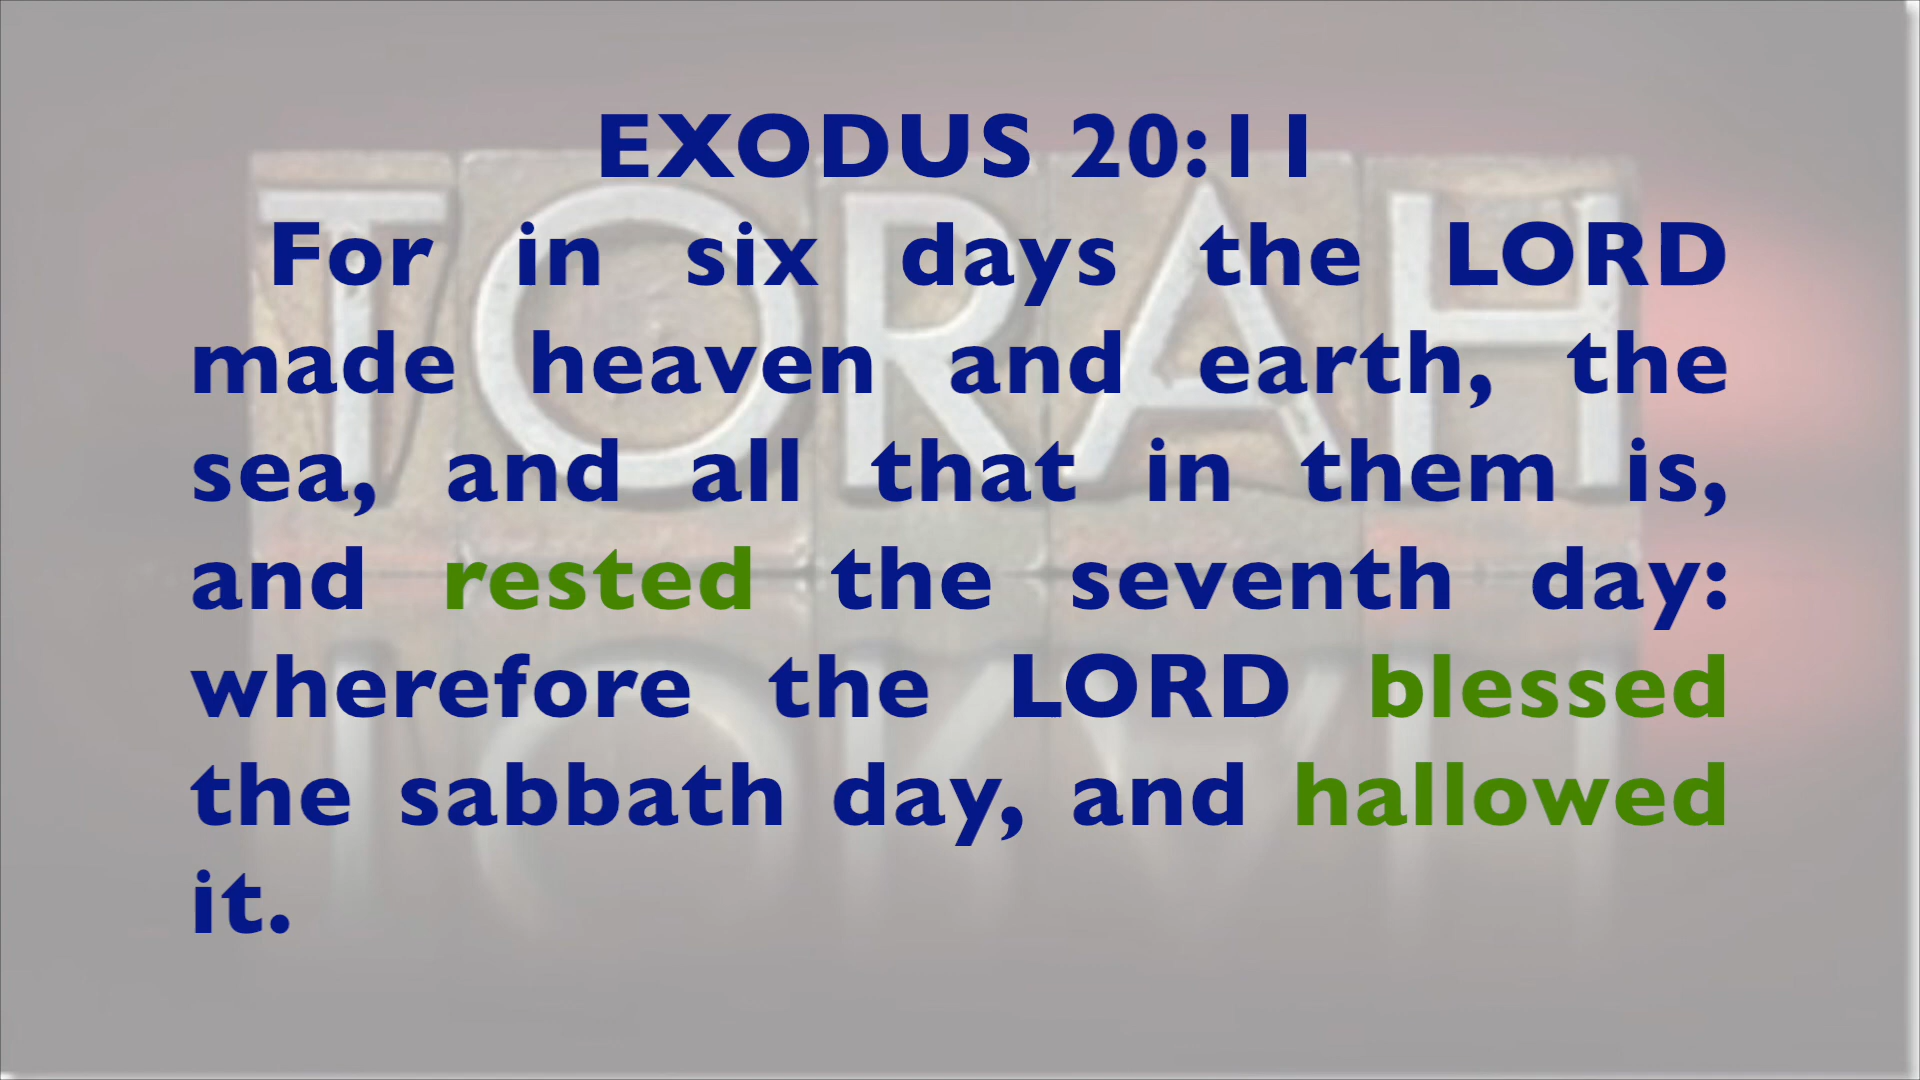 EXODUS 20:11
For in six days the LORD
made heaven and earth, the
sea, and all that in them is,
and rested the seventh day:
wherefore the LORD blessed
the sabbath day, and hallowed
it.
TORAH